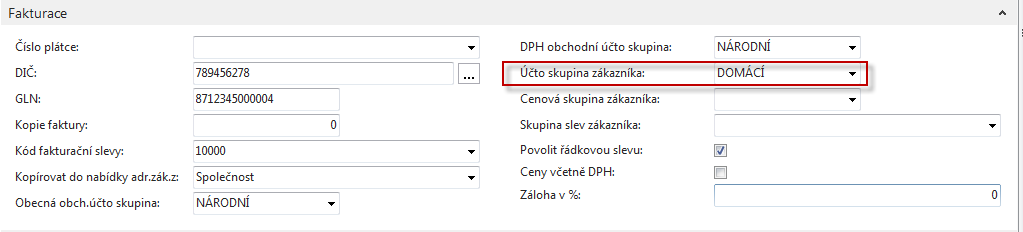 Fakturace
Číslo plátce:
DIČ: 789456278 ...
GLN: 8712345000004
Kopie faktury: 0
Kód fakturační slevy: 10000
Kopírovat do nabídky adr.zák.z: Společnost
Obecná obch.účto skupina: NÁRODNÍ
DPH obchodní účto skupina: NÁRODNÍ
Účto skupina zákazníka: DOMÁCÍ
Cenová skupina zákazníka:
Skupina slev zákazníka:
Povolit řádkovou slevu:
Ceny včetně DPH:
Záloha v %: 0